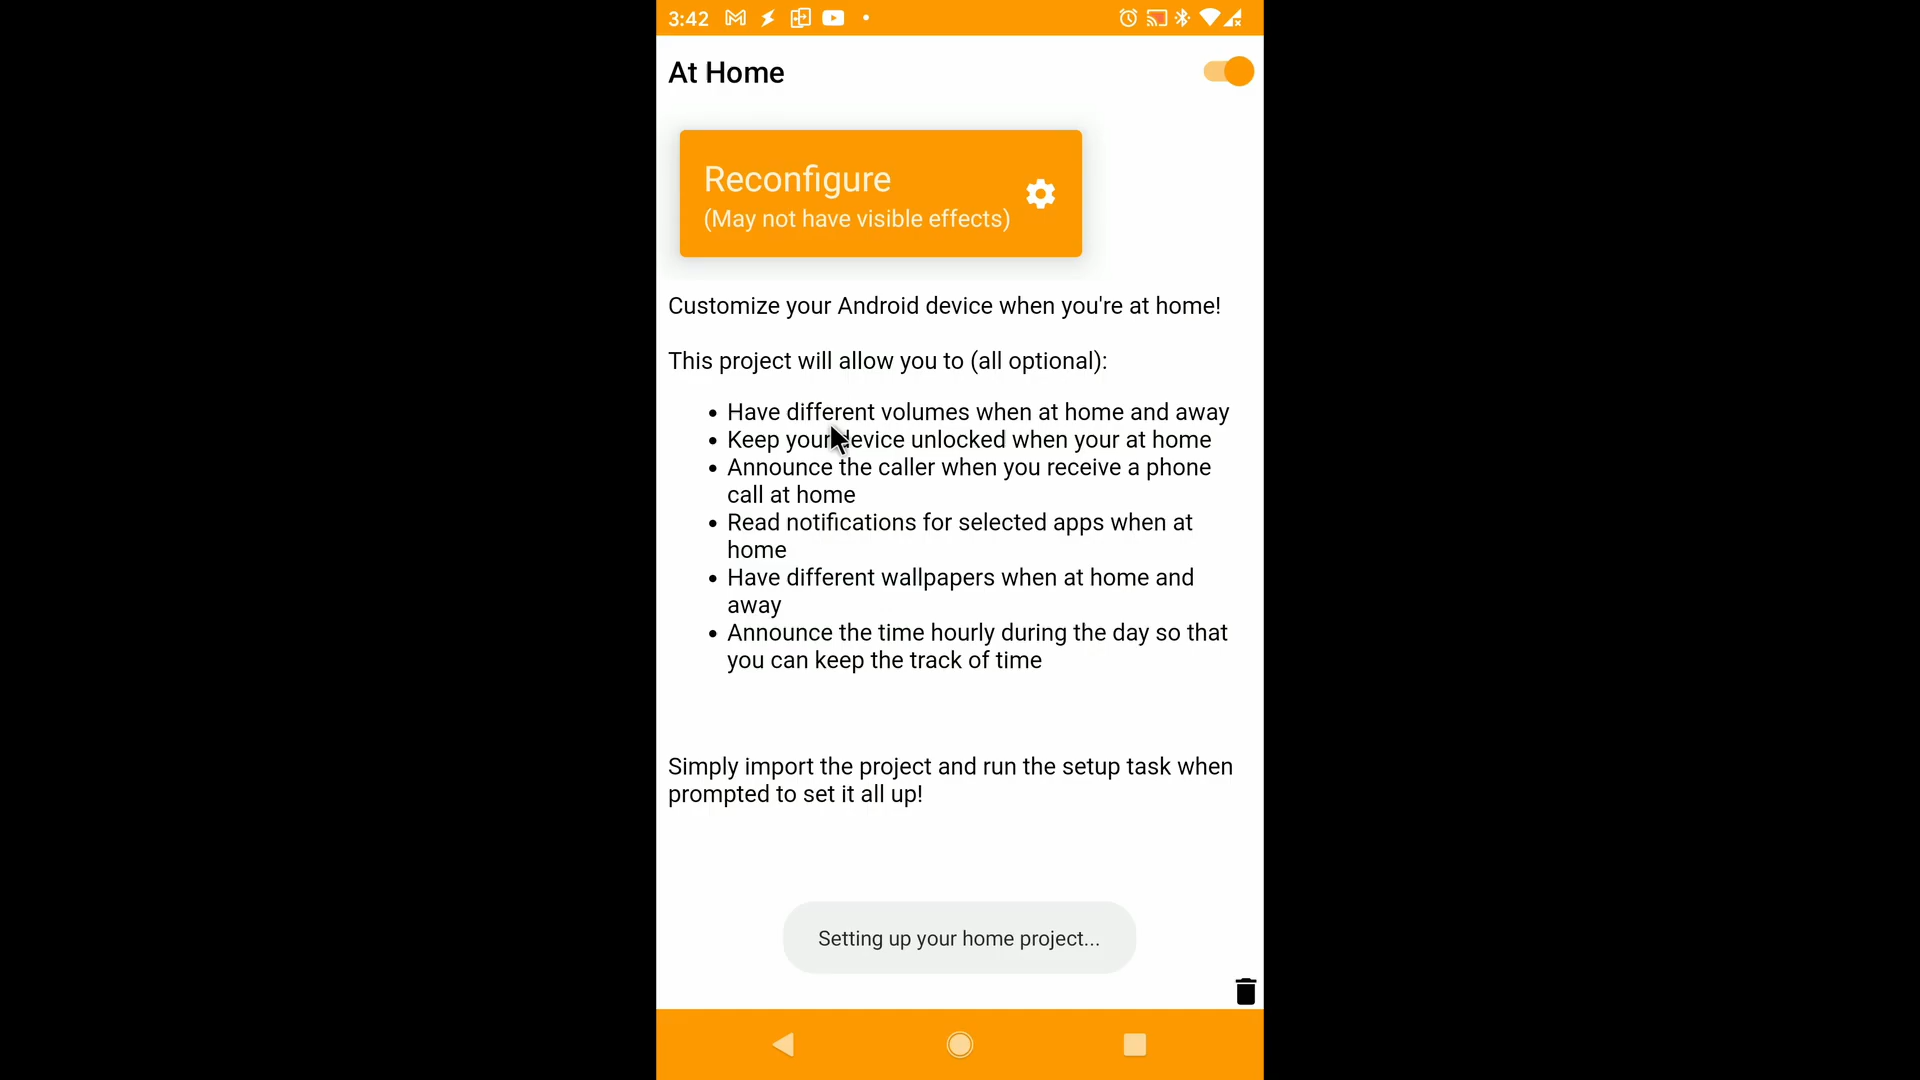 3:42
At Home
Reconfigure
(May not have visible effects)
Customize your Android device when you're at home!
This project will allow you to (all optional):
• Have different volumes when at home and away
• Keep your device unlocked when your at home
• Announce the caller when you receive a phone
call at home
• Read notifications for selected apps when at
home
• Have different wallpapers when at home and
away
• Announce the time hourly during the day so that
you can keep the track of time
Simply import the project and run the setup task when
prompted to set it all up!
Setting up your home project...